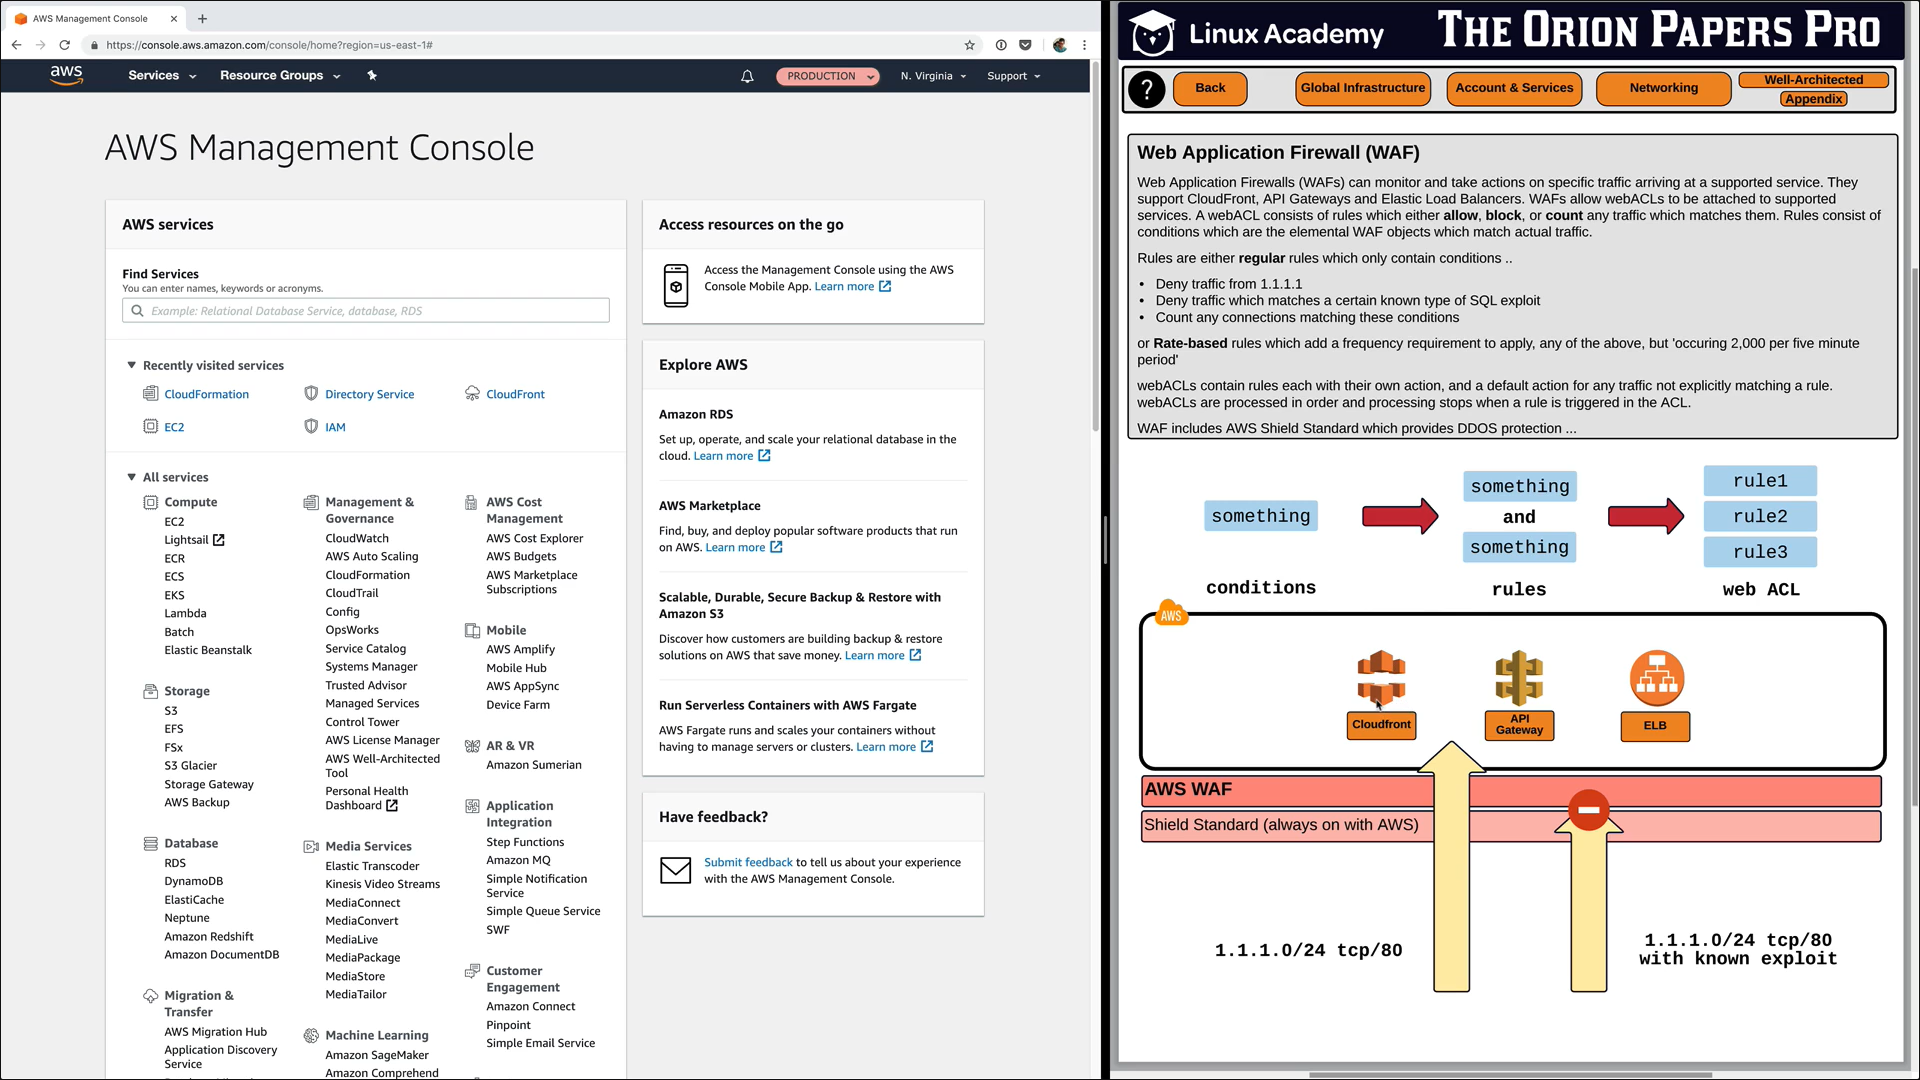 AWS Management Console
https://console.aws.amazon.com/console/home?region=us-east-1#
aws
Services
Resource Groups
PRODUCTION
N. Virginia
Support
AWS Management Console
AWS services
Find Services
You can enter names, keywords or acronyms.
Example: Relational Database Service, database, RDS
Recently visited services
CloudFormation
Directory Service
CloudFront
EC2
IAM
All services
Compute
EC2
Lightsail
ECR
ECS
EKS
Lambda
Batch
Elastic Beanstalk
Storage
S3
EFS
FSx
S3 Glacier
Storage Gateway
AWS Backup
Database
RDS
DynamoDB
ElastiCache
Neptune
Amazon Redshift
Amazon DocumentDB
Migration &
Transfer
AWS Migration Hub
Application Discovery
Service
Management &
Governance
CloudWatch
AWS Auto Scaling
CloudFormation
CloudTrail
Config
OpsWorks
Service Catalog
Systems Manager
Trusted Advisor
Managed Services
Control Tower
AWS License Manager
AWS Well-Architected
Tool
Personal Health
Dashboard
Media Services
Elastic Transcoder
Kinesis Video Streams
MediaConnect
MediaConvert
MediaLive
MediaPackage
MediaStore
MediaTailor
Machine Learning
Amazon SageMaker
Amazon Comprehend
AWS Cost
Management
AWS Cost Explorer
AWS Budgets
AWS Marketplace
Subscriptions
Mobile
AWS Amplify
Mobile Hub
AWS AppSync
Device Farm
AR & VR
Amazon Sumerian
Application
Integration
Step Functions
Amazon MQ
Simple Notification
Service
Simple Queue Service
SWF
Customer
Engagement
Amazon Connect
Pinpoint
Simple Email Service
Access resources on the go
Access the Management Console using the AWS
Console Mobile App. Learn more
Explore AWS
Amazon RDS
Set up, operate, and scale your relational database in the
cloud. Learn more
AWS Marketplace
Find, buy, and deploy popular software products that run
on AWS. Learn more
Scalable, Durable, Secure Backup & Restore with
Amazon S3
Discover how customers are building backup & restore
solutions on AWS that save money. Learn more
Run Serverless Containers with AWS Fargate
AWS Fargate runs and scales your containers without
having to manage servers or clusters. Learn more
Have feedback?
Submit feedback to tell us about your experience
with the AWS Management Console.
Linux Academy
THE ORION PAPERS PRO
?
Back
Global Infrastructure
Account & Services
Networking
Well-Architected
Appendix
Web Application Firewall (WAF)
Web Application Firewalls (WAFs) can monitor and take actions on specific traffic arriving at a supported service. They
support CloudFront, API Gateways and Elastic Load Balancers. WAFs allow webACLs to be attached to supported
services. A webACL consists of rules which either allow, block, or count any traffic which matches them. Rules consist of
conditions which are the elemental WAF objects which match actual traffic.
Rules are either regular rules which only contain conditions ..
• Deny traffic from 1.1.1.1
• Deny traffic which matches a certain known type of SQL exploit
• Count any connections matching these conditions
or Rate-based rules which add a frequency requirement to apply, any of the above, but 'occuring 2,000 per five minute
period'
webACLs contain rules each with their own action, and a default action for any traffic not explicitly matching a rule.
webACLs are processed in order and processing stops when a rule is triggered in the ACL.
WAF includes AWS Shield Standard which provides DDOS protection ...
something
conditions
something
and
something
rules
rule1
rule2
rule3
web ACL
AWS
Cloudfront
API
Gateway
ELB
AWS WAF
Shield Standard (always on with AWS)
1.1.1.0/24 tcp/80
1.1.1.0/24 tcp/80
with known exploit